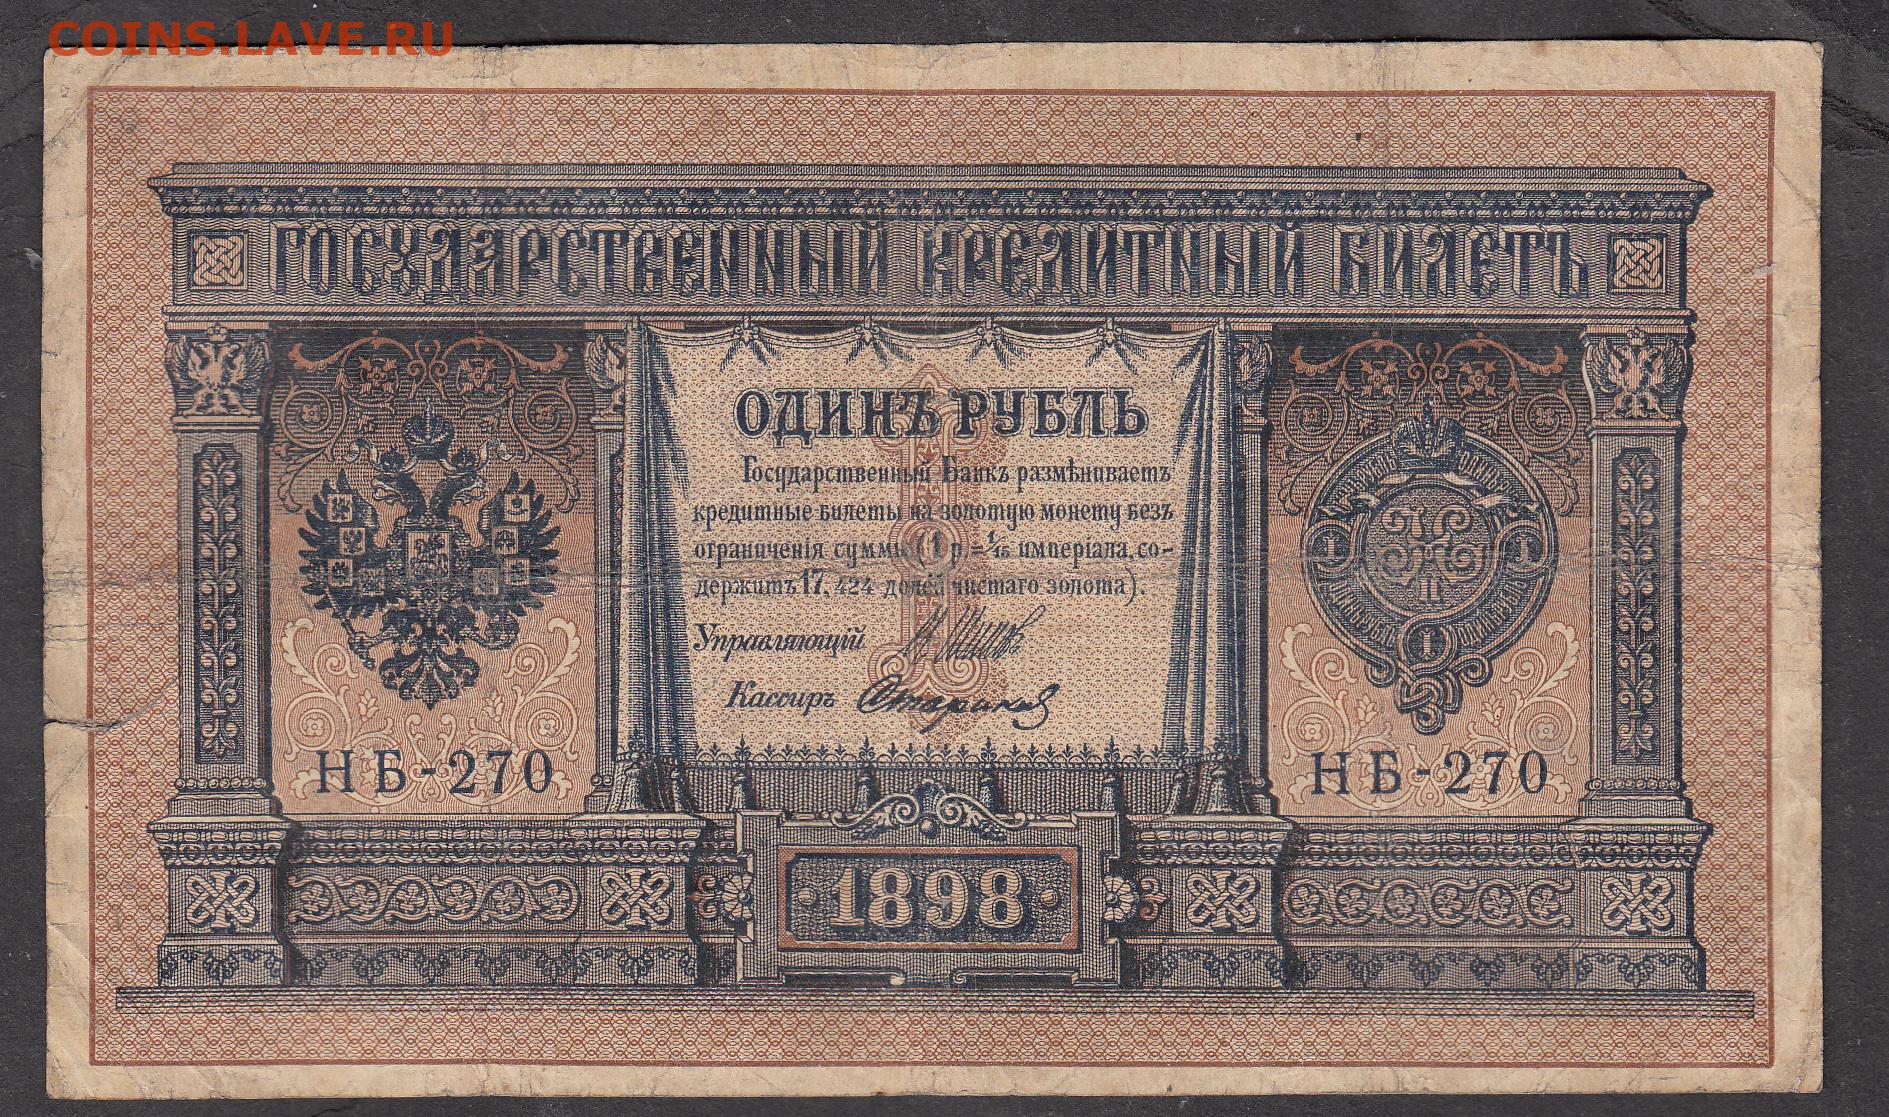 COINS.LAVE.RU
ГОСУДАРСТВЕННЫЙ КРЕДИТНЫЙ БИЛЕТЪ
ОДИНЪ РУБЛЬ
Государственный Банкъ размѣниваетъ
кредитные билеты на золотую монету безъ
ограниченія суммы (1 р.=1/15 имперіала, со-
держитъ 17,424 долей чистаго золота).
Управляющій
Кассиръ
НБ-270 НБ-270
1898